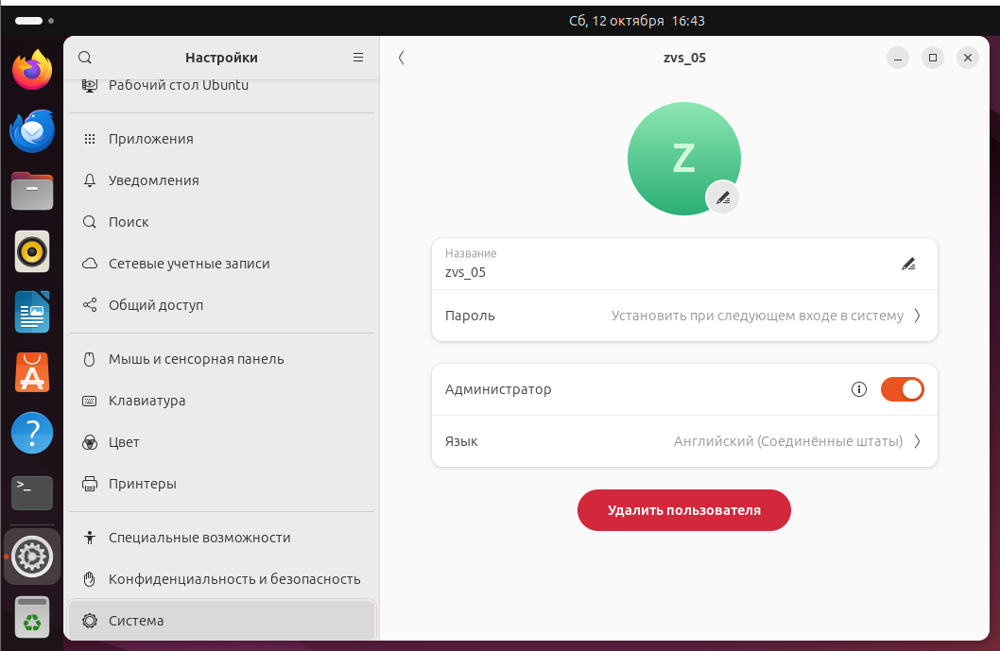 Сб, 12 октября 16:43
Настройки
zvs_05
Рабочий стол Ubuntu
Приложения
Уведомления
Поиск
Сетевые учетные записи
Общий доступ
Мышь и сенсорная панель
Клавиатура
Цвет
Принтеры
Специальные возможности
Конфиденциальность и безопасность
Система
Z
Название
zvs_05
Пароль Установить при следующем входе в систему
Администратор
Язык Английский (Соединённые штаты)
Удалить пользователя